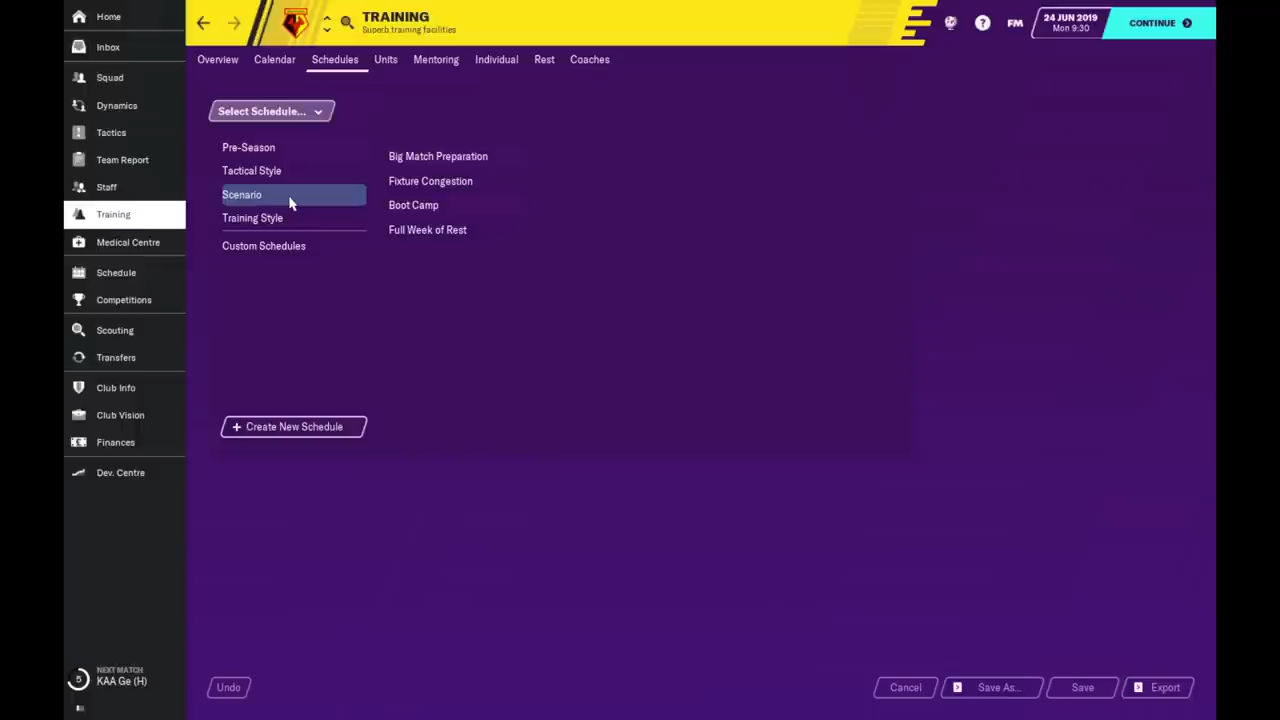 Home
Inbox
Squad
Dynamics
Tactics
Team Report
Staff
Training
Medical Centre
Schedule
Competitions
Scouting
Transfers
Club Info
Club Vision
Finances
Dev. Centre
5
NEXT MATCH
KAA Ge (H)
TRAINING
Superb training facilities
?
FM
24 JUN 2019
Mon 9:30
CONTINUE
Overview
Calendar
Schedules
Units
Mentoring
Individual
Rest
Coaches
Select Schedule...
Pre-Season
Tactical Style
Scenario
Training Style
Custom Schedules
Big Match Preparation
Fixture Congestion
Boot Camp
Full Week of Rest
+ Create New Schedule
Undo
Cancel
Save As...
Save
Export